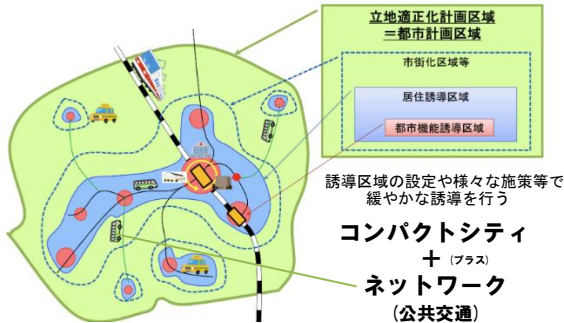 立地適正化計画区域
＝都市計画区域
市街化区域等
居住誘導区域
都市機能誘導区域
誘導区域の設定や様々な施策等で
緩やかな誘導を行う
コンパクトシティ
＋（プラス）
ネットワーク
（公共交通）